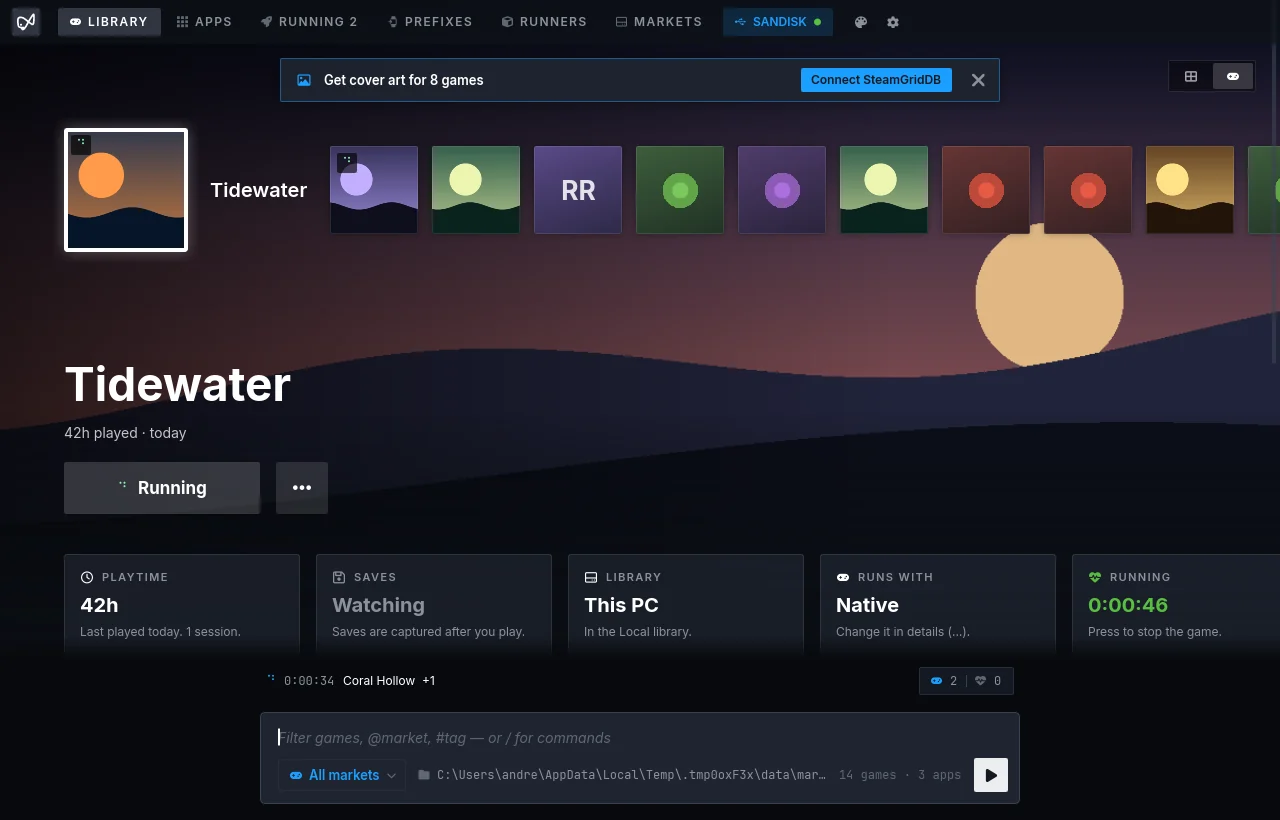 LIBRARY APPS RUNNING 2 PREFIXES RUNNERS MARKETS SANDISK
Get cover art for 8 games Connect SteamGridDB
Tidewater
RR
Tidewater
42h played · today
Running •••
PLAYTIME SAVES LIBRARY RUNS WITH RUNNING
42h Watching This PC Native 0:00:46
Last played today. 1 session. Saves are captured after you play. In the Local library. Change it in details (...). Press to stop the game.
0:00:34 Coral Hollow +1 2 0
Filter games, @market, #tag — or / for commands
All markets C:\Users\andre\AppData\Local\Temp\.tmp0oxF3x\data\mar… 14 games · 3 apps